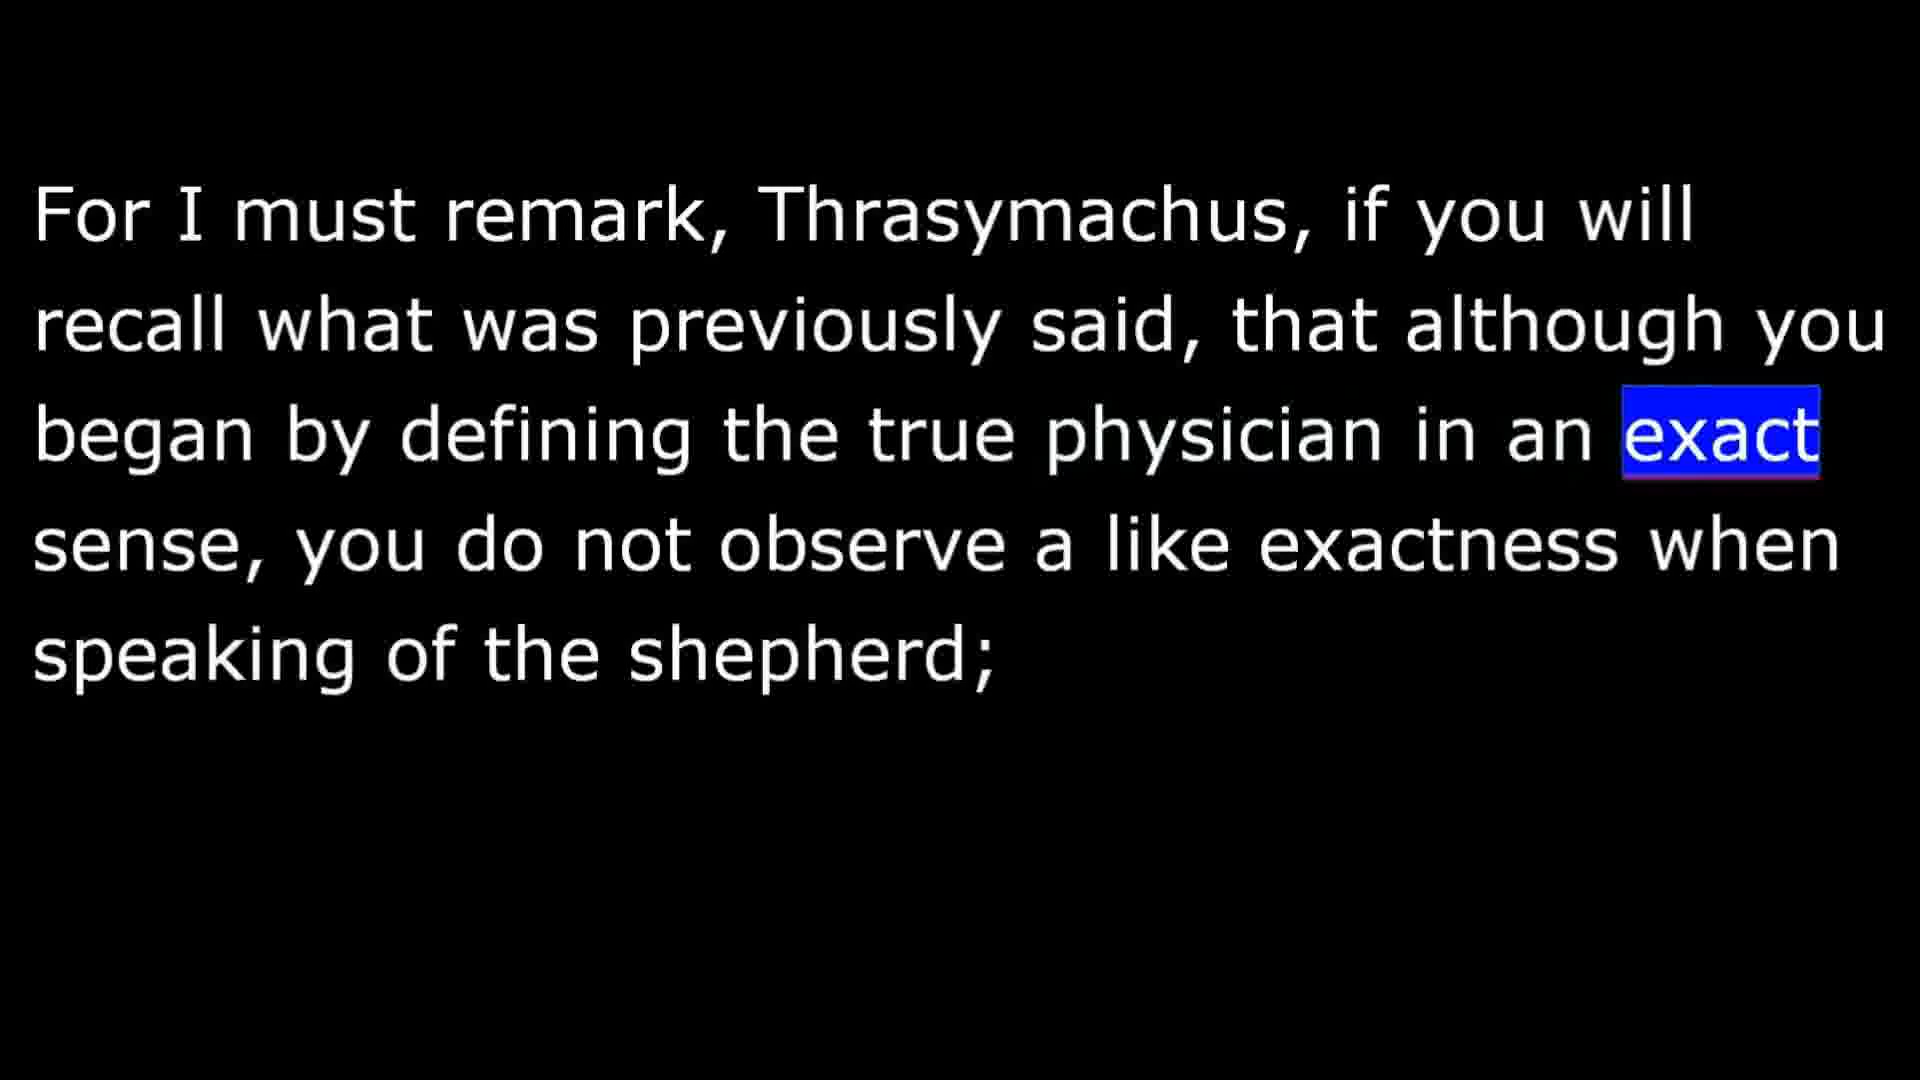 For I must remark, Thrasymachus, if you will
recall what was previously said, that although you
began by defining the true physician in an exact
sense, you do not observe a like exactness when
speaking of the shepherd;